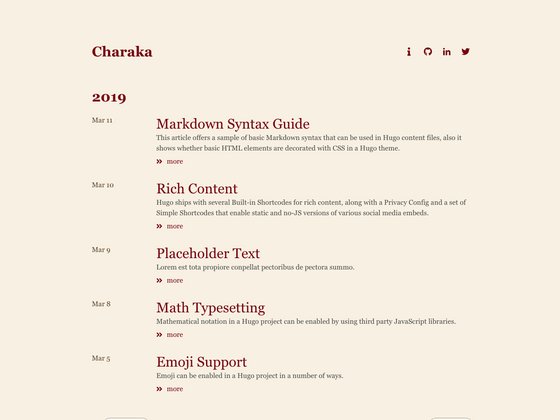 Charaka
2019
Mar 11
Markdown Syntax Guide
This article offers a sample of basic Markdown syntax that can be used in Hugo content files, also it
shows whether basic HTML elements are decorated with CSS in a Hugo theme.
more
Mar 10
Rich Content
Hugo ships with several Built-in Shortcodes for rich content, along with a Privacy Config and a set of
Simple Shortcodes that enable static and no-JS versions of various social media embeds.
more
Mar 9
Placeholder Text
Lorem est tota propiore conpellat pectoribus de pectora summo.
more
Mar 8
Math Typesetting
Mathematical notation in a Hugo project can be enabled by using third party JavaScript libraries.
more
Mar 5
Emoji Support
Emoji can be enabled in a Hugo project in a number of ways.
more